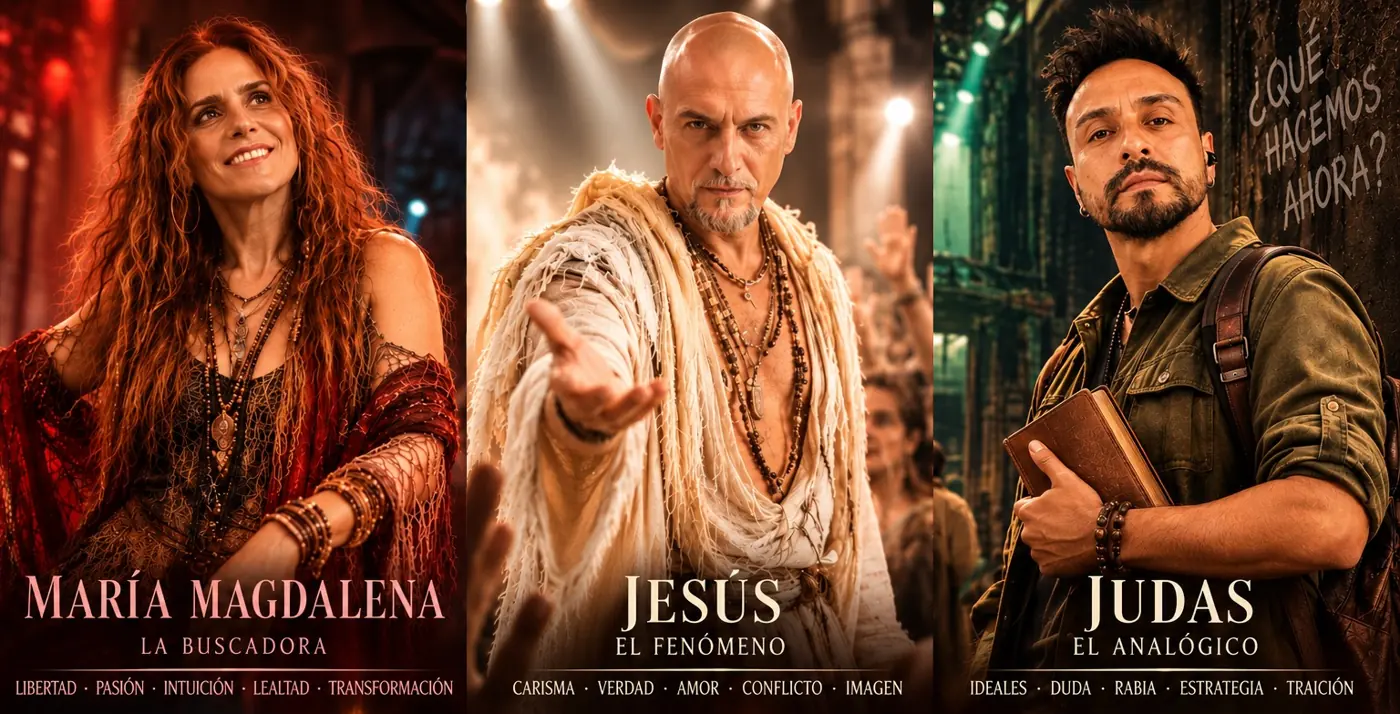 MARÍA MAGDALENA
LA BUSCADORA
LIBERTAD · PASIÓN · INTUICIÓN · LEALTAD · TRANSFORMACIÓN
JESÚS
EL FENÓMENO
CARISMA · VERDAD · AMOR · CONFLICTO · IMAGEN
¿QUÉ
HACEMOS
AHORA?
JUDAS
EL ANALÓGICO
IDEALES · DUDA · RABIA · ESTRATEGIA · TRAICIÓN